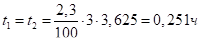 t₁ = t₂ = 2,3/100 · 3 · 3,625 = 0,251ч